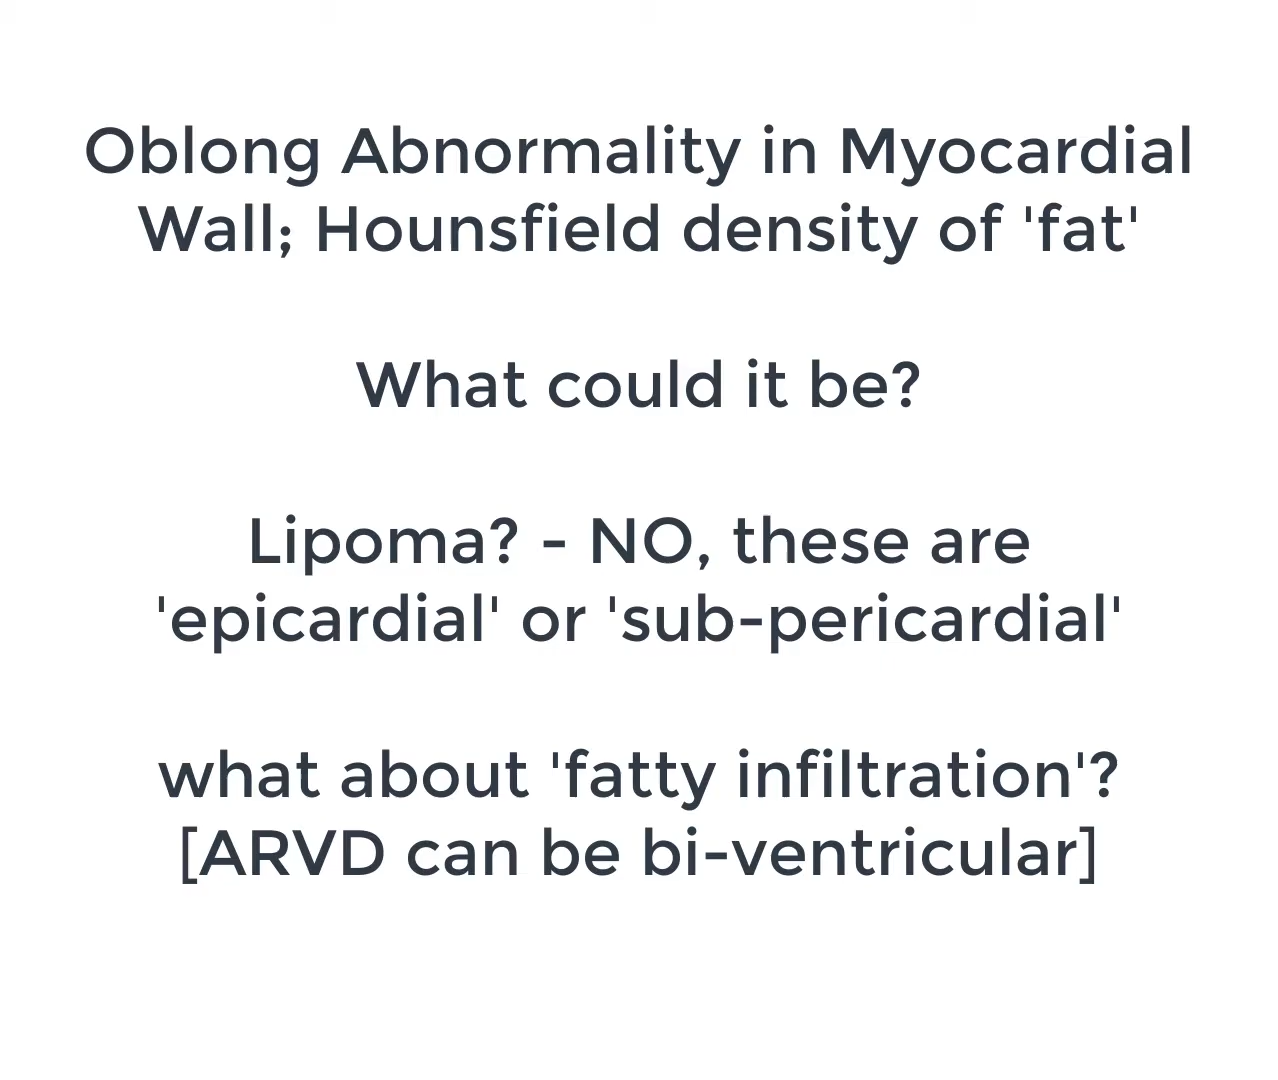 Oblong Abnormality in Myocardial
Wall; Hounsfield density of 'fat'
What could it be?
Lipoma? - NO, these are
'epicardial' or 'sub-pericardial'
what about 'fatty infiltration'?
[ARVD can be bi-ventricular]